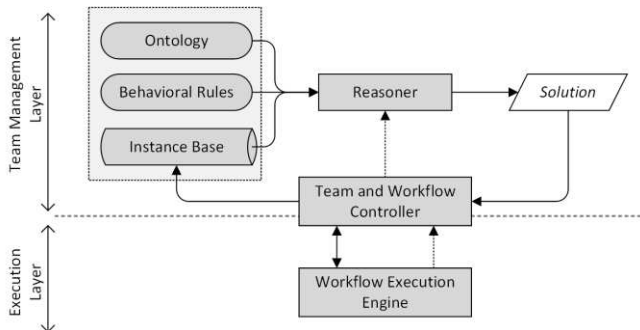 Team Management
Layer
Ontology
Behavioral Rules
Instance Base
Reasoner
Solution
Team and Workflow
Controller
Execution
Layer
Workflow Execution
Engine